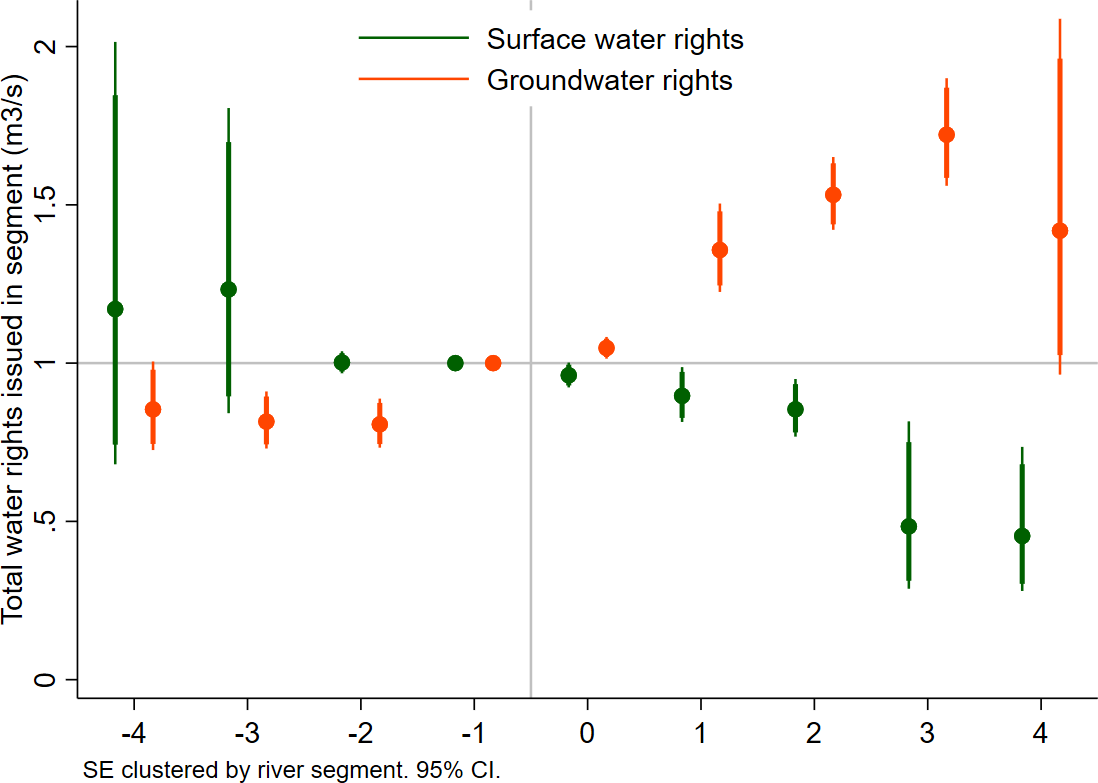 Surface water rights
Groundwater rights
Total water rights issued in segment (m3/s)
2
1.5
1
.5
0
-4 -3 -2 -1 0 1 2 3 4
SE clustered by river segment. 95% CI.